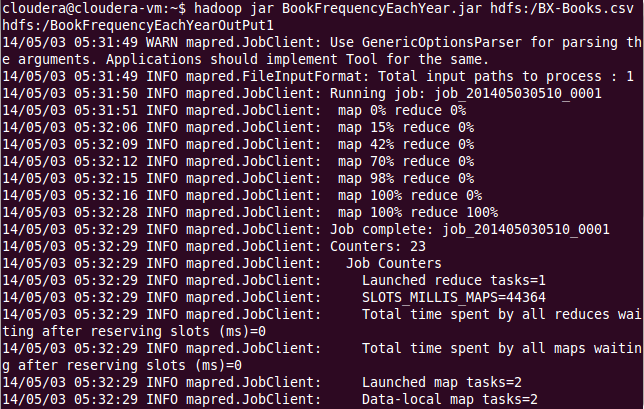 cloudera@cloudera-vm:~$ hadoop jar BookFrequencyEachYear.jar hdfs:/BX-Books.csv
hdfs:/BookFrequencyEachYearOutPut1
14/05/03 05:31:49 WARN mapred.JobClient: Use GenericOptionsParser for parsing th
e arguments. Applications should implement Tool for the same.
14/05/03 05:31:49 INFO mapred.FileInputFormat: Total input paths to process : 1
14/05/03 05:31:50 INFO mapred.JobClient: Running job: job_201405030510_0001
14/05/03 05:31:51 INFO mapred.JobClient:  map 0% reduce 0%
14/05/03 05:32:06 INFO mapred.JobClient:  map 15% reduce 0%
14/05/03 05:32:09 INFO mapred.JobClient:  map 42% reduce 0%
14/05/03 05:32:12 INFO mapred.JobClient:  map 70% reduce 0%
14/05/03 05:32:15 INFO mapred.JobClient:  map 98% reduce 0%
14/05/03 05:32:16 INFO mapred.JobClient:  map 100% reduce 0%
14/05/03 05:32:28 INFO mapred.JobClient:  map 100% reduce 100%
14/05/03 05:32:29 INFO mapred.JobClient: Job complete: job_201405030510_0001
14/05/03 05:32:29 INFO mapred.JobClient: Counters: 23
14/05/03 05:32:29 INFO mapred.JobClient:   Job Counters
14/05/03 05:32:29 INFO mapred.JobClient:     Launched reduce tasks=1
14/05/03 05:32:29 INFO mapred.JobClient:     SLOTS_MILLIS_MAPS=44364
14/05/03 05:32:29 INFO mapred.JobClient:     Total time spent by all reduces wai
ting after reserving slots (ms)=0
14/05/03 05:32:29 INFO mapred.JobClient:     Total time spent by all maps waitin
g after reserving slots (ms)=0
14/05/03 05:32:29 INFO mapred.JobClient:     Launched map tasks=2
14/05/03 05:32:29 INFO mapred.JobClient:     Data-local map tasks=2